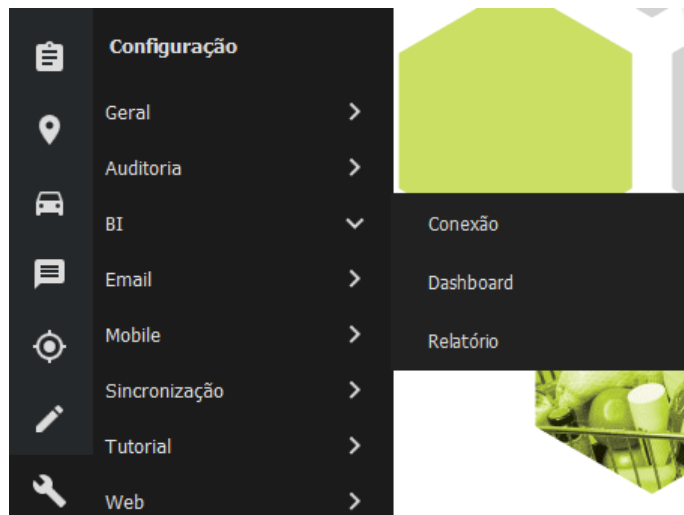 Configuração
Geral
Auditoria
BI
Conexão
Email
Dashboard
Mobile
Relatório
Sincronização
Tutorial
Web